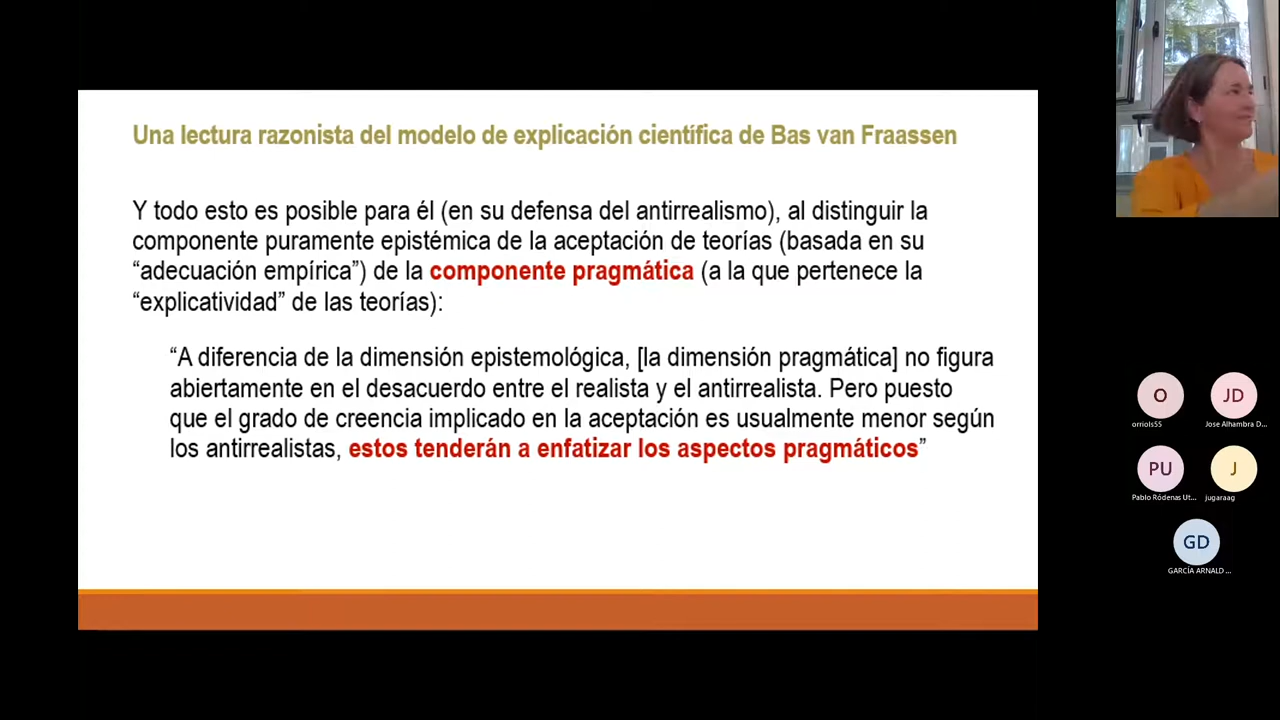 Una lectura razonista del modelo de explicación científica de Bas van Fraassen
Y todo esto es posible para él (en su defensa del antirrealismo), al distinguir la
componente puramente epistémica de la aceptación de teorías (basada en su
“adecuación empírica”) de la componente pragmática (a la que pertenece la
“explicatividad” de las teorías):
“A diferencia de la dimensión epistemológica, [la dimensión pragmática] no figura
abiertamente en el desacuerdo entre el realista y el antirrealista. Pero puesto
que el grado de creencia implicado en la aceptación es usualmente menor según
los antirrealistas, estos tenderán a enfatizar los aspectos pragmáticos”
O
orriols55
JD
Jose Alhambra D...
PU
Pablo Ródenas Ut...
J
jugaraag
GD
GARCÍA ARNALD ...